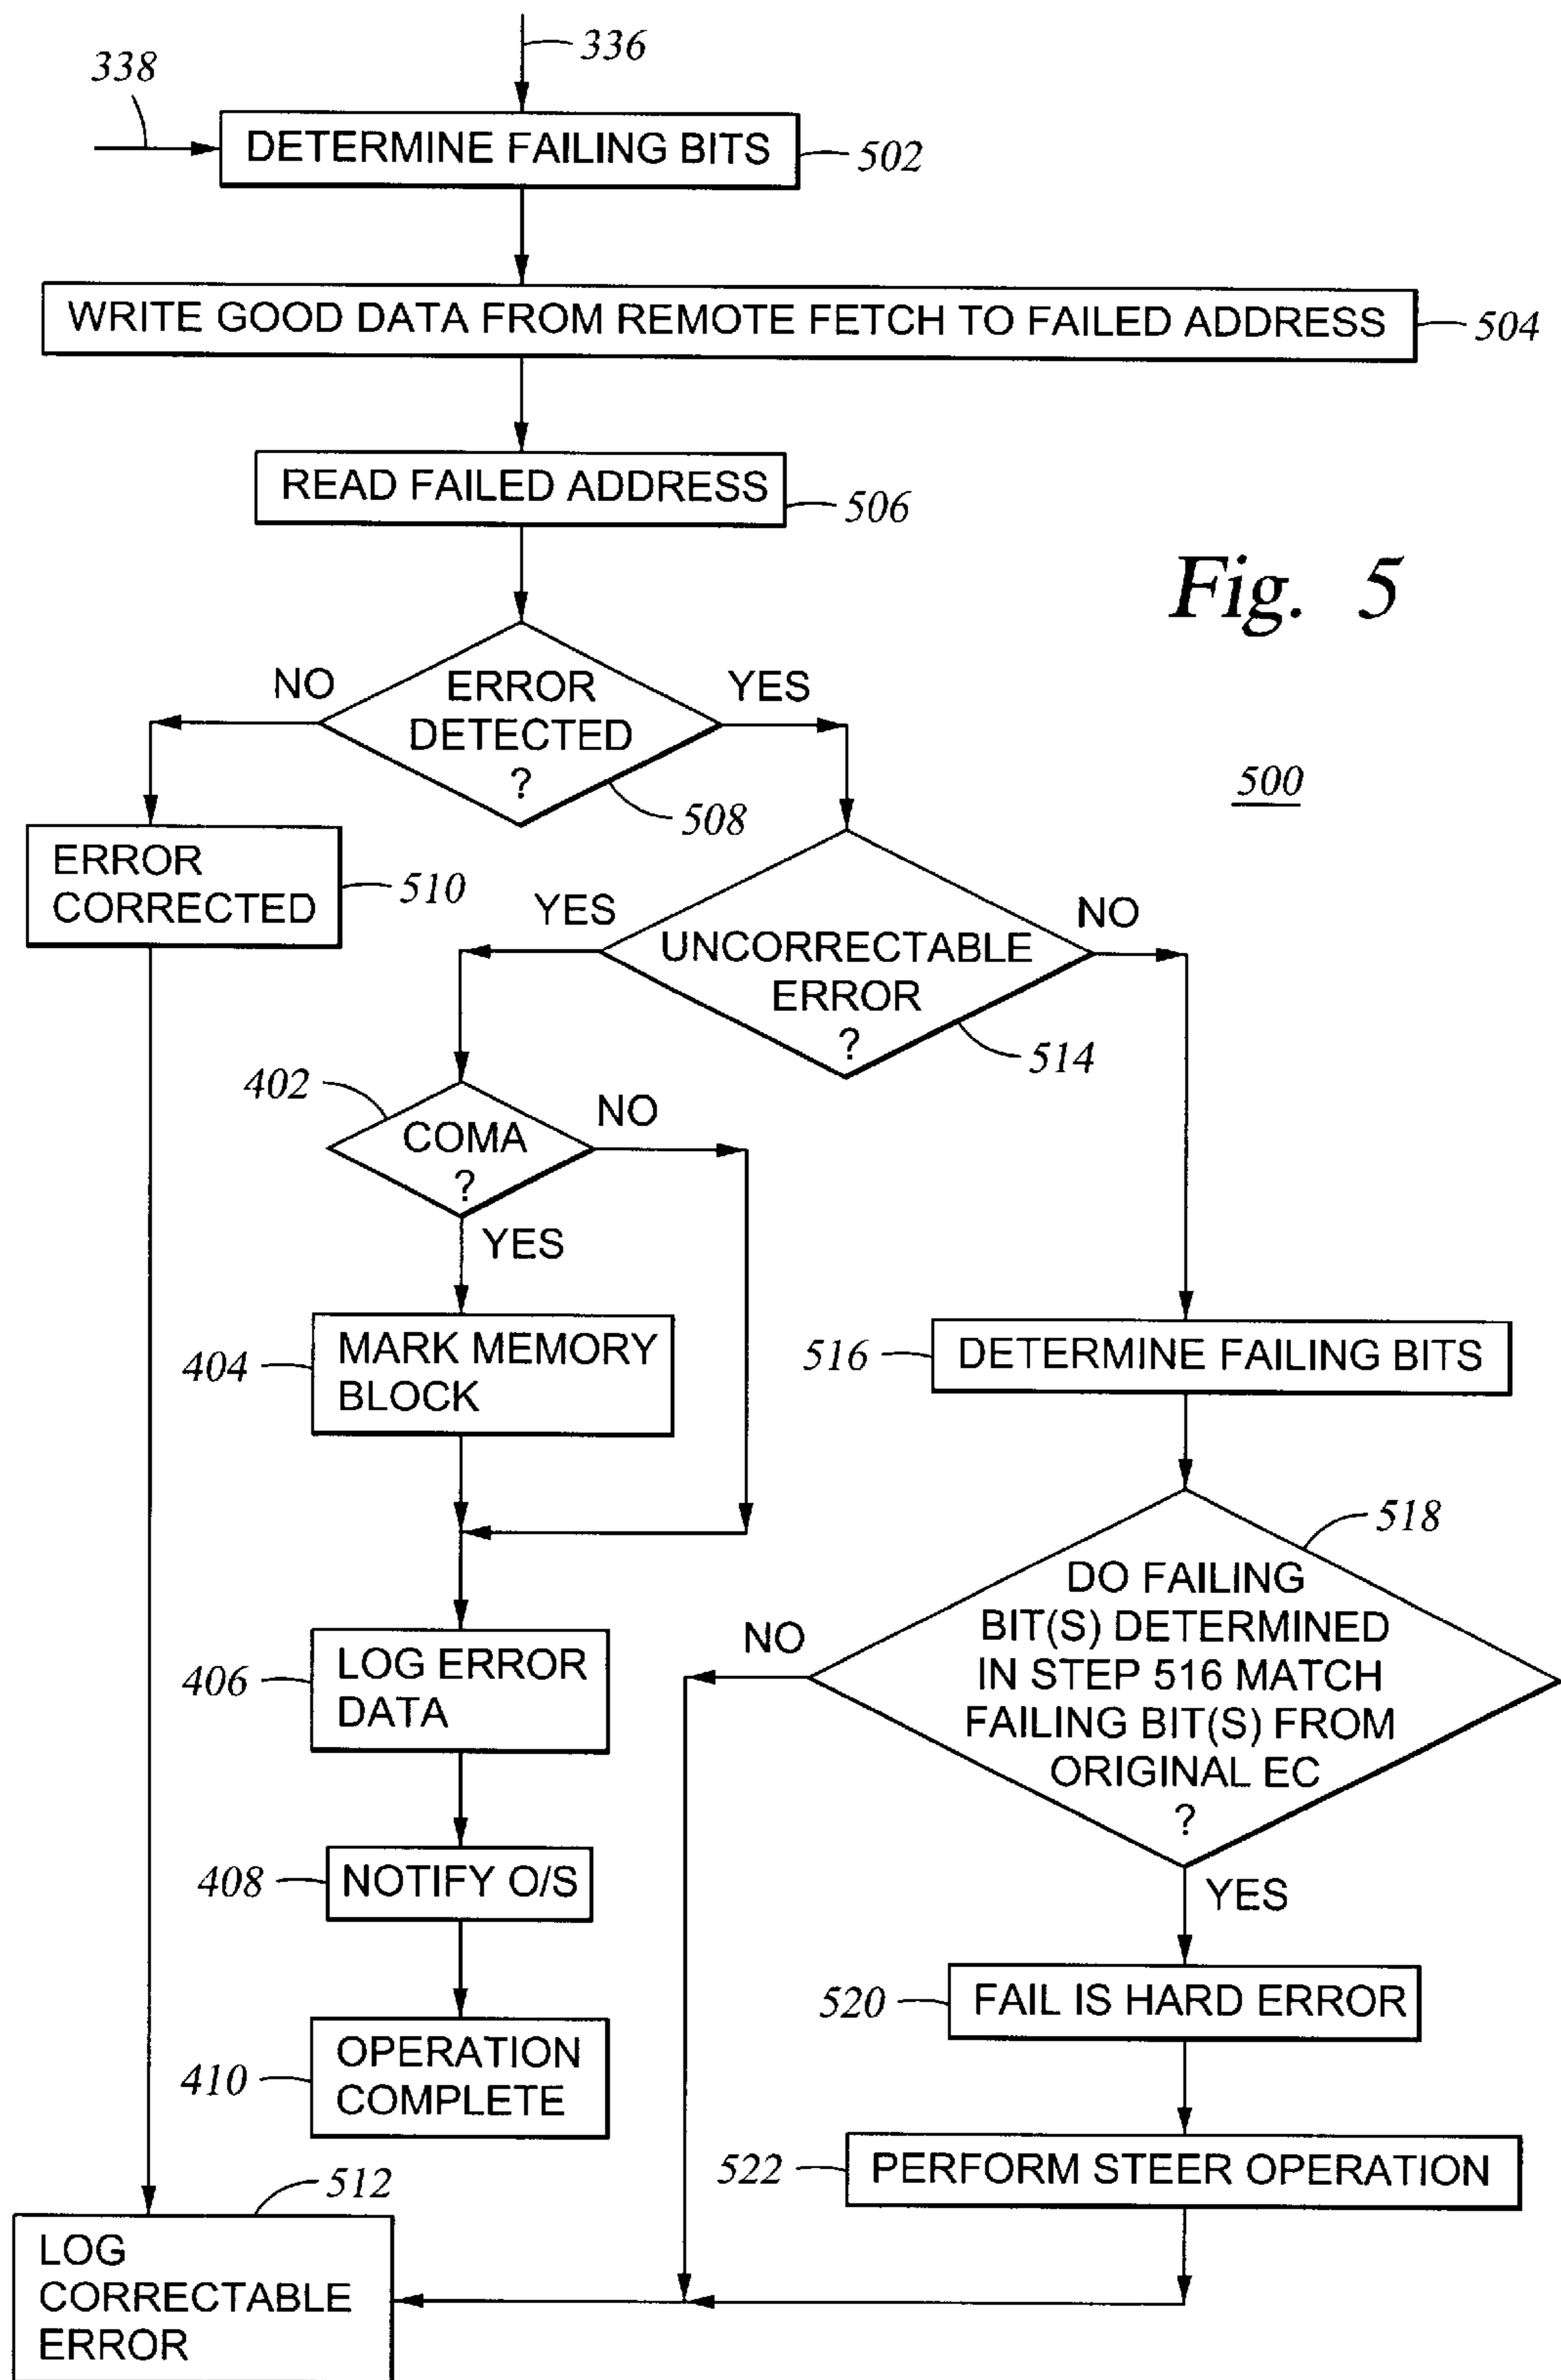 336
338
DETERMINE FAILING BITS
502
WRITE GOOD DATA FROM REMOTE FETCH TO FAILED ADDRESS
504
READ FAILED ADDRESS
506
Fig. 5
NO
ERROR
DETECTED
?
YES
508
500
ERROR
CORRECTED
510
YES
UNCORRECTABLE
ERROR
?
NO
514
402
COMA
?
NO
YES
404
MARK MEMORY
BLOCK
516
DETERMINE FAILING BITS
518
DO FAILING
BIT(S) DETERMINED
IN STEP 516 MATCH
FAILING BIT(S) FROM
ORIGINAL EC
?
NO
YES
406
LOG ERROR
DATA
408
NOTIFY O/S
520
FAIL IS HARD ERROR
410
OPERATION
COMPLETE
522
PERFORM STEER OPERATION
512
LOG
CORRECTABLE
ERROR